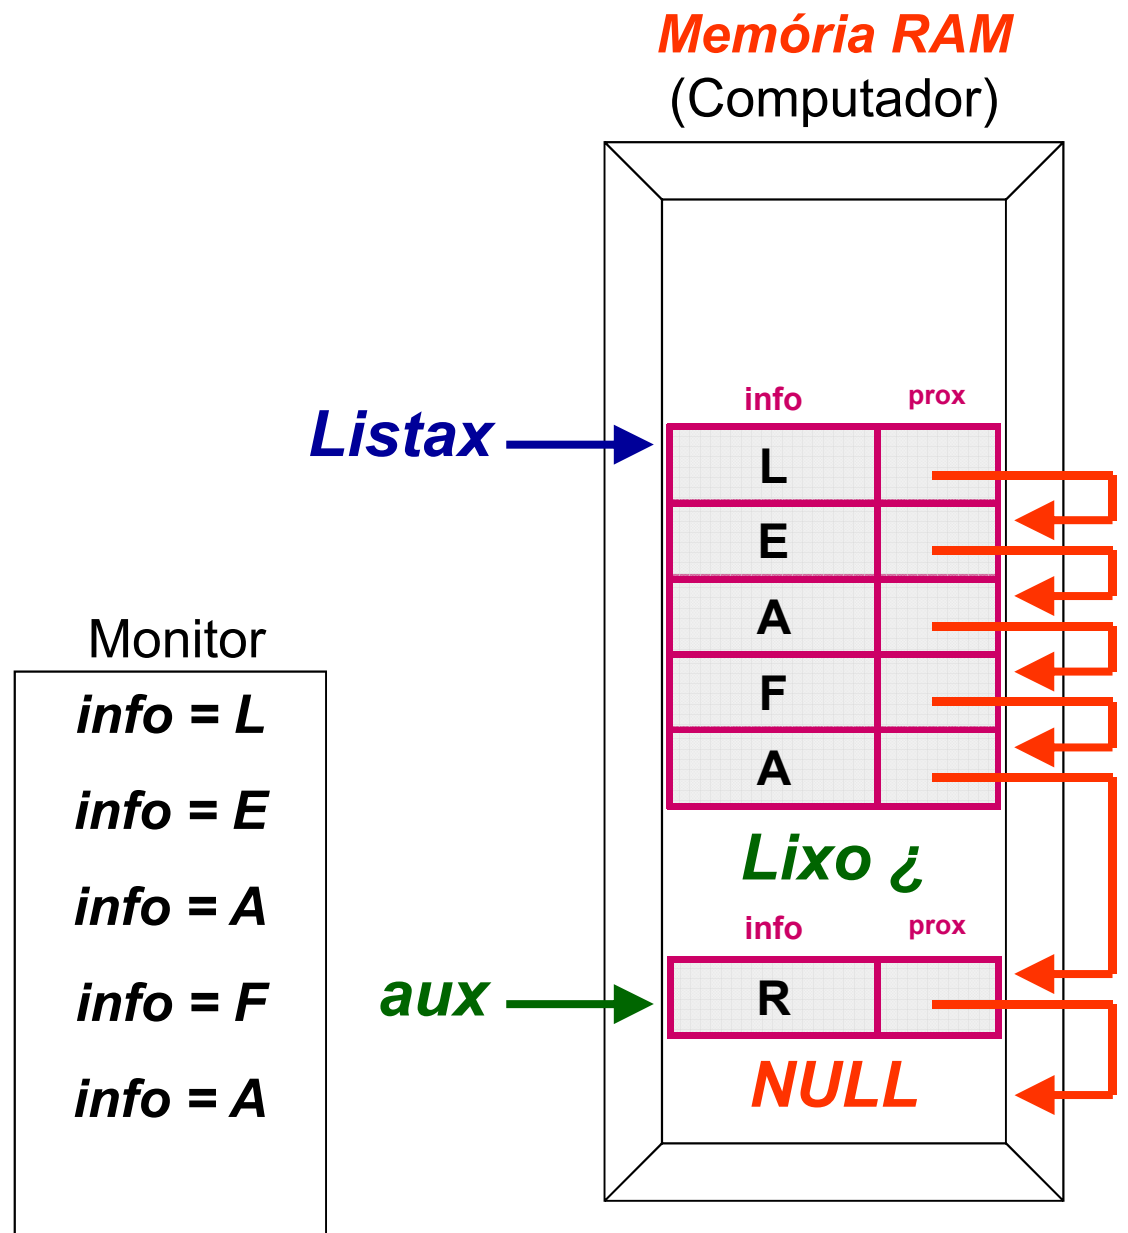 Memória RAM
(Computador)
info prox
Listax
L
E
A
F
A
Lixo ¿
info prox
aux
R
NULL
Monitor
info = L
info = E
info = A
info = F
info = A